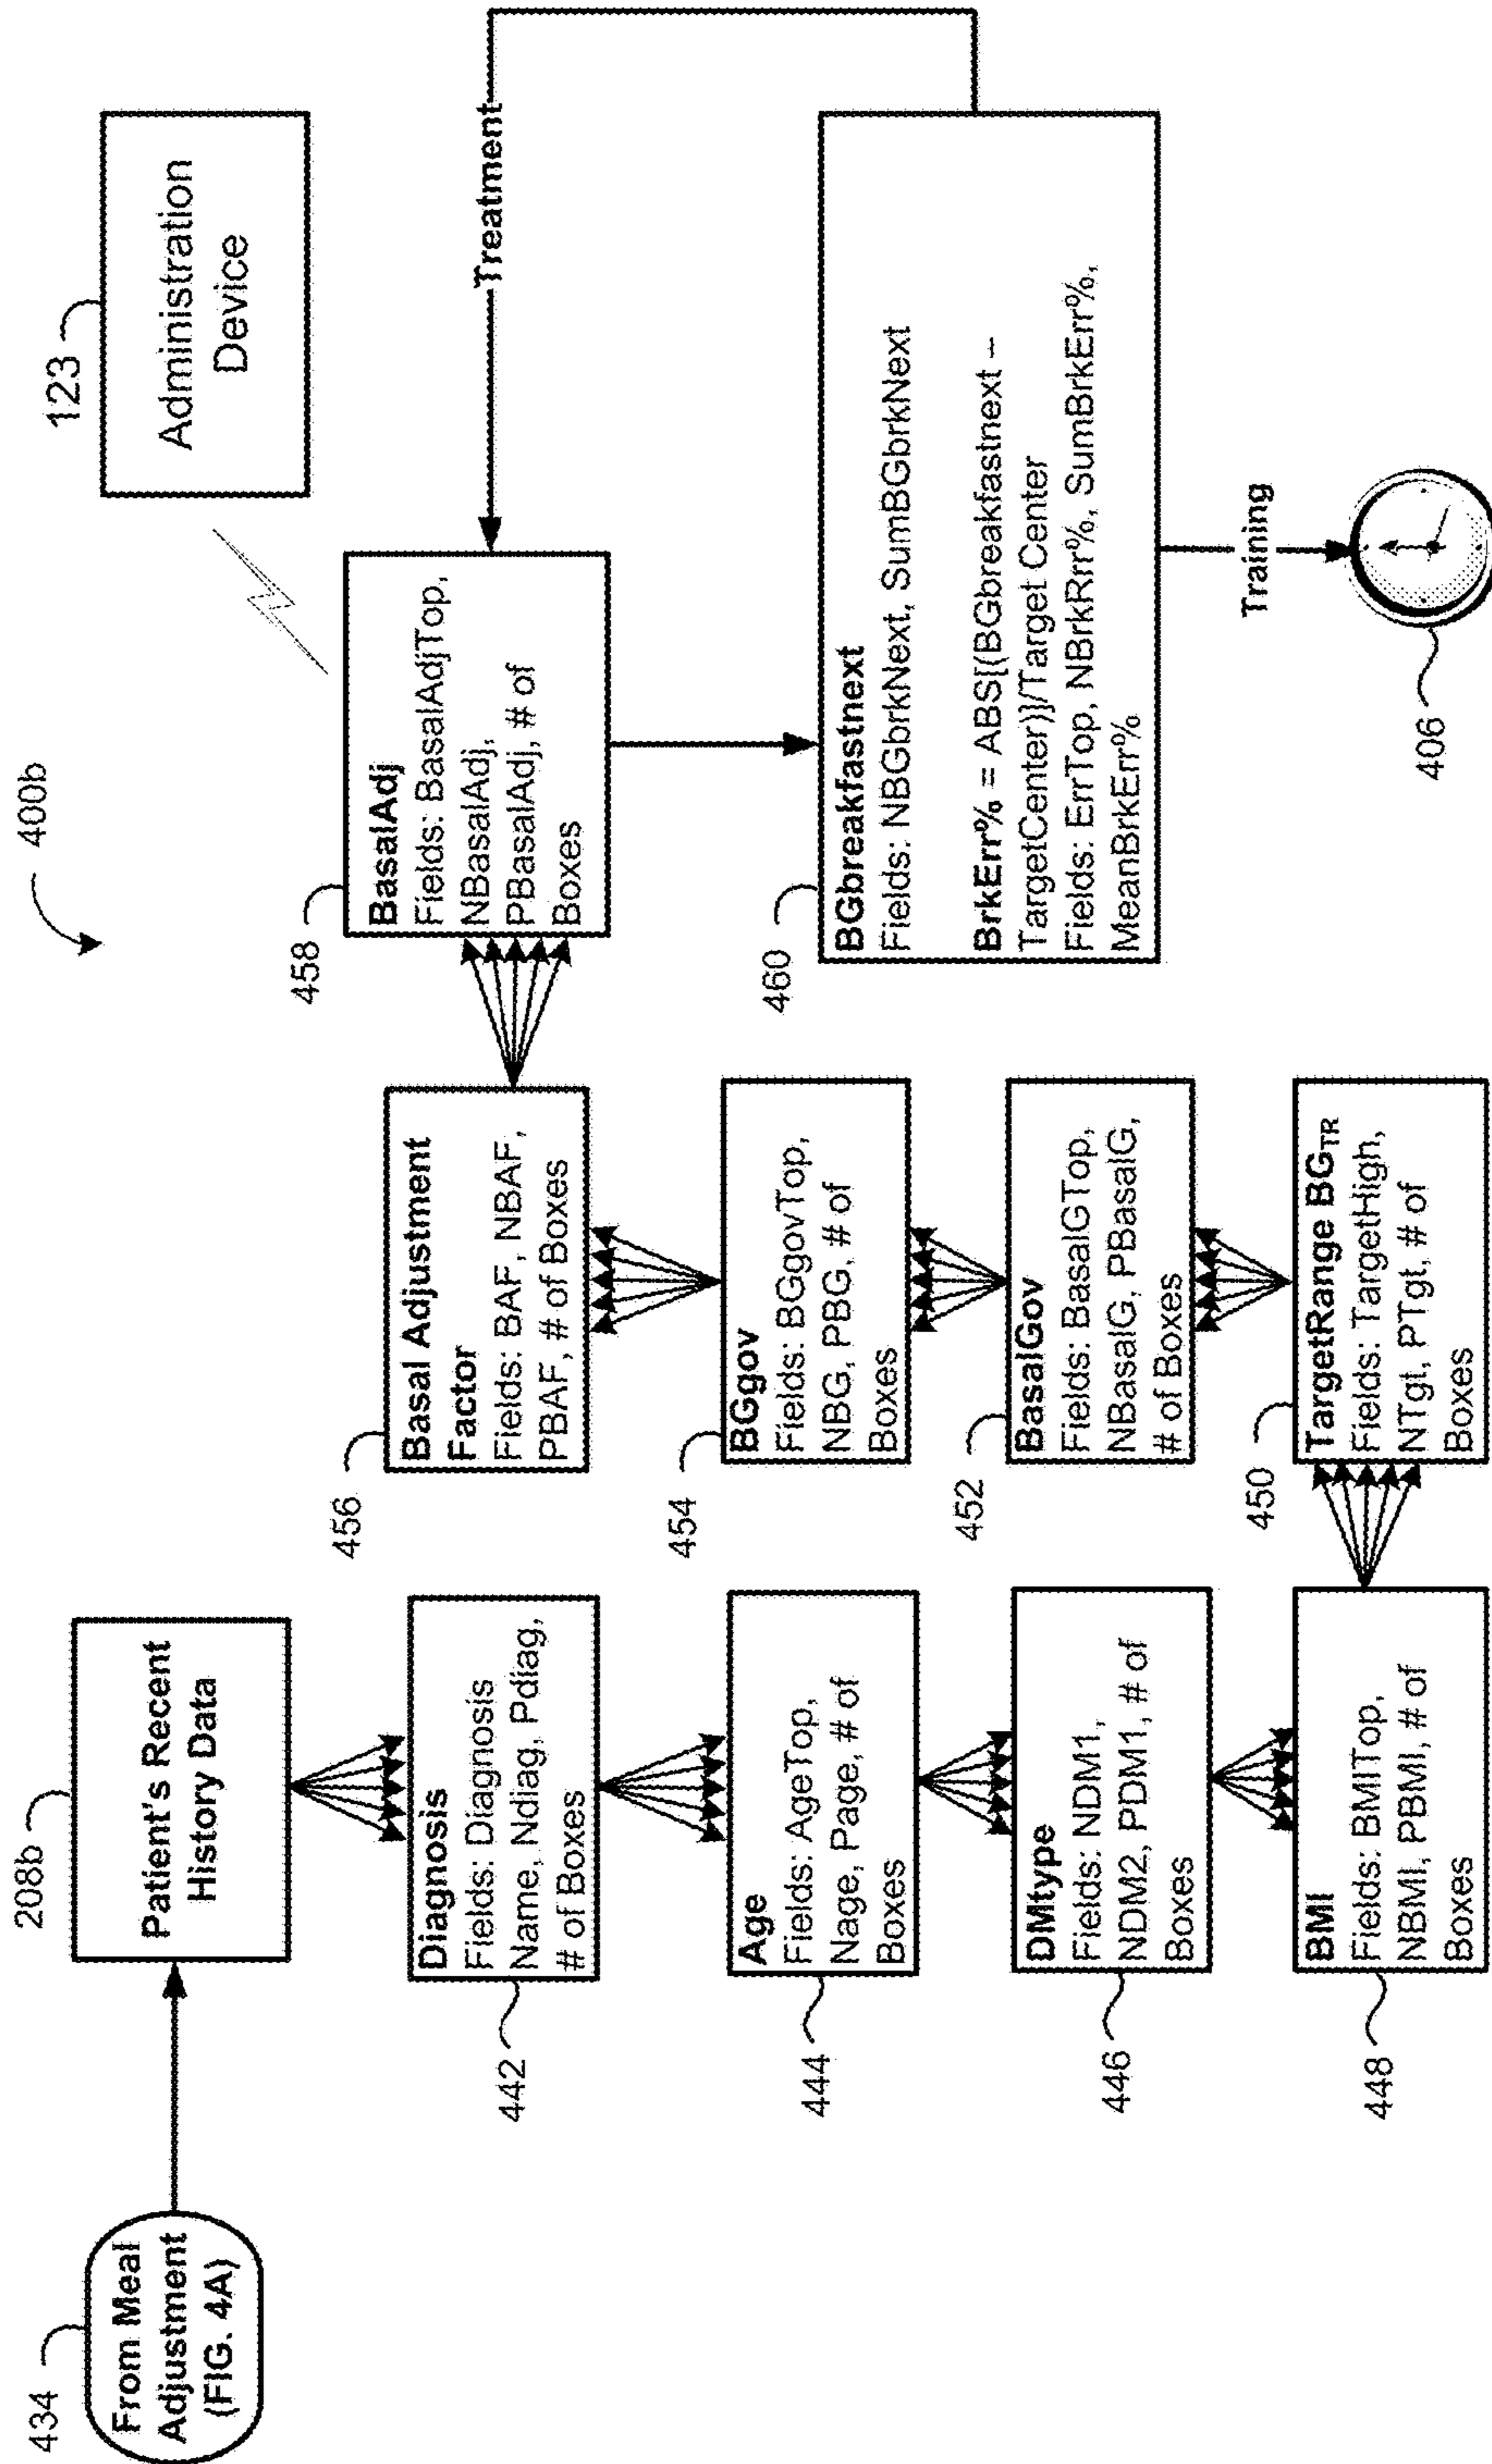 400b
434
From Meal
Adjustment
(FIG. 4A)
208b
Patient's Recent
History Data
442
Diagnosis
Fields: Diagnosis
Name, Ndiag, Pdiag,
# of Boxes
444
Age
Fields: AgeTop,
Nage, Page, # of
Boxes
446
DMtype
Fields: NDM1,
NDM2, PDM1, # of
Boxes
448
BMI
Fields: BMITop,
NBMI, PBMI, # of
Boxes
450
TargetRange BGTR
Fields: TargetHigh,
NTgt, PTgt, # of
Boxes
452
BasalGov
Fields: BasalGTop,
NBasalG, PBasalG,
# of Boxes
454
BGgov
Fields: BGgovTop,
NBG, PBG, # of
Boxes
456
Basal Adjustment
Factor
Fields: BAF, NBAF,
PBAF, # of Boxes
458
BasalAdj
Fields: BasalAdjTop,
NBasalAdj,
PBasalAdj, # of
Boxes
123
Administration
Device
Treatment
460
BGbreakfastnext
Fields: NBGbrkNext, SumBGbrkNext
BrkErr% = ABS[(BGbreakfastnext –
TargetCenter)]/Target Center
Fields: ErrTop, NBrkRrr%, SumBrkErr%,
MeanBrkErr%
Training
406